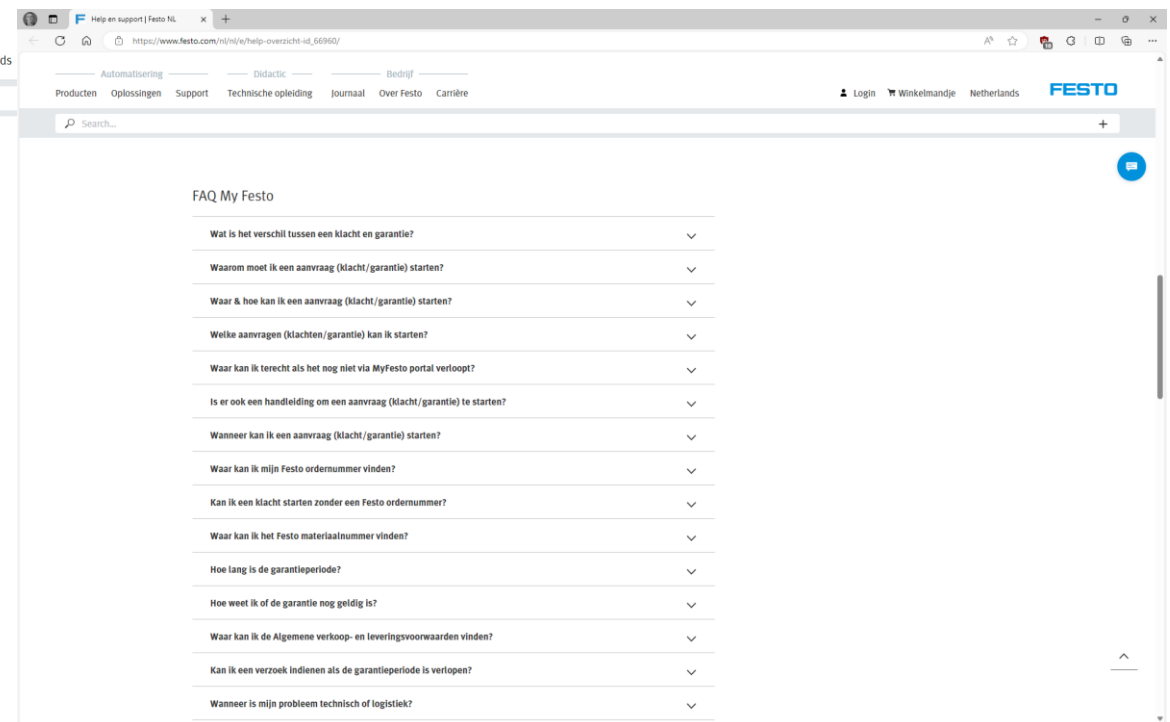 Help en support | Festo NL
https://www.festo.com/nl/nl/e/help-overzicht-id_66960/
ds
Automatisering Didactic Bedrijf
Producten Oplossingen Support Technische opleiding Journaal Over Festo Carrière Login Winkelmandje Netherlands FESTO
Search...
FAQ My Festo
Wat is het verschil tussen een klacht en garantie?
Waarom moet ik een aanvraag (klacht/garantie) starten?
Waar & hoe kan ik een aanvraag (klacht/garantie) starten?
Welke aanvragen (klachten/garantie) kan ik starten?
Waar kan ik terecht als het nog niet via MyFesto portal verloopt?
Is er ook een handleiding om een aanvraag (klacht/garantie) te starten?
Wanneer kan ik een aanvraag (klacht/garantie) starten?
Waar kan ik mijn Festo ordernummer vinden?
Kan ik een klacht starten zonder een Festo ordernummer?
Waar kan ik het Festo materiaalnummer vinden?
Hoe lang is de garantieperiode?
Hoe weet ik of de garantie nog geldig is?
Waar kan ik de Algemene verkoop- en leveringsvoorwaarden vinden?
Kan ik een verzoek indienen als de garantieperiode is verlopen?
Wanneer is mijn probleem technisch of logistiek?